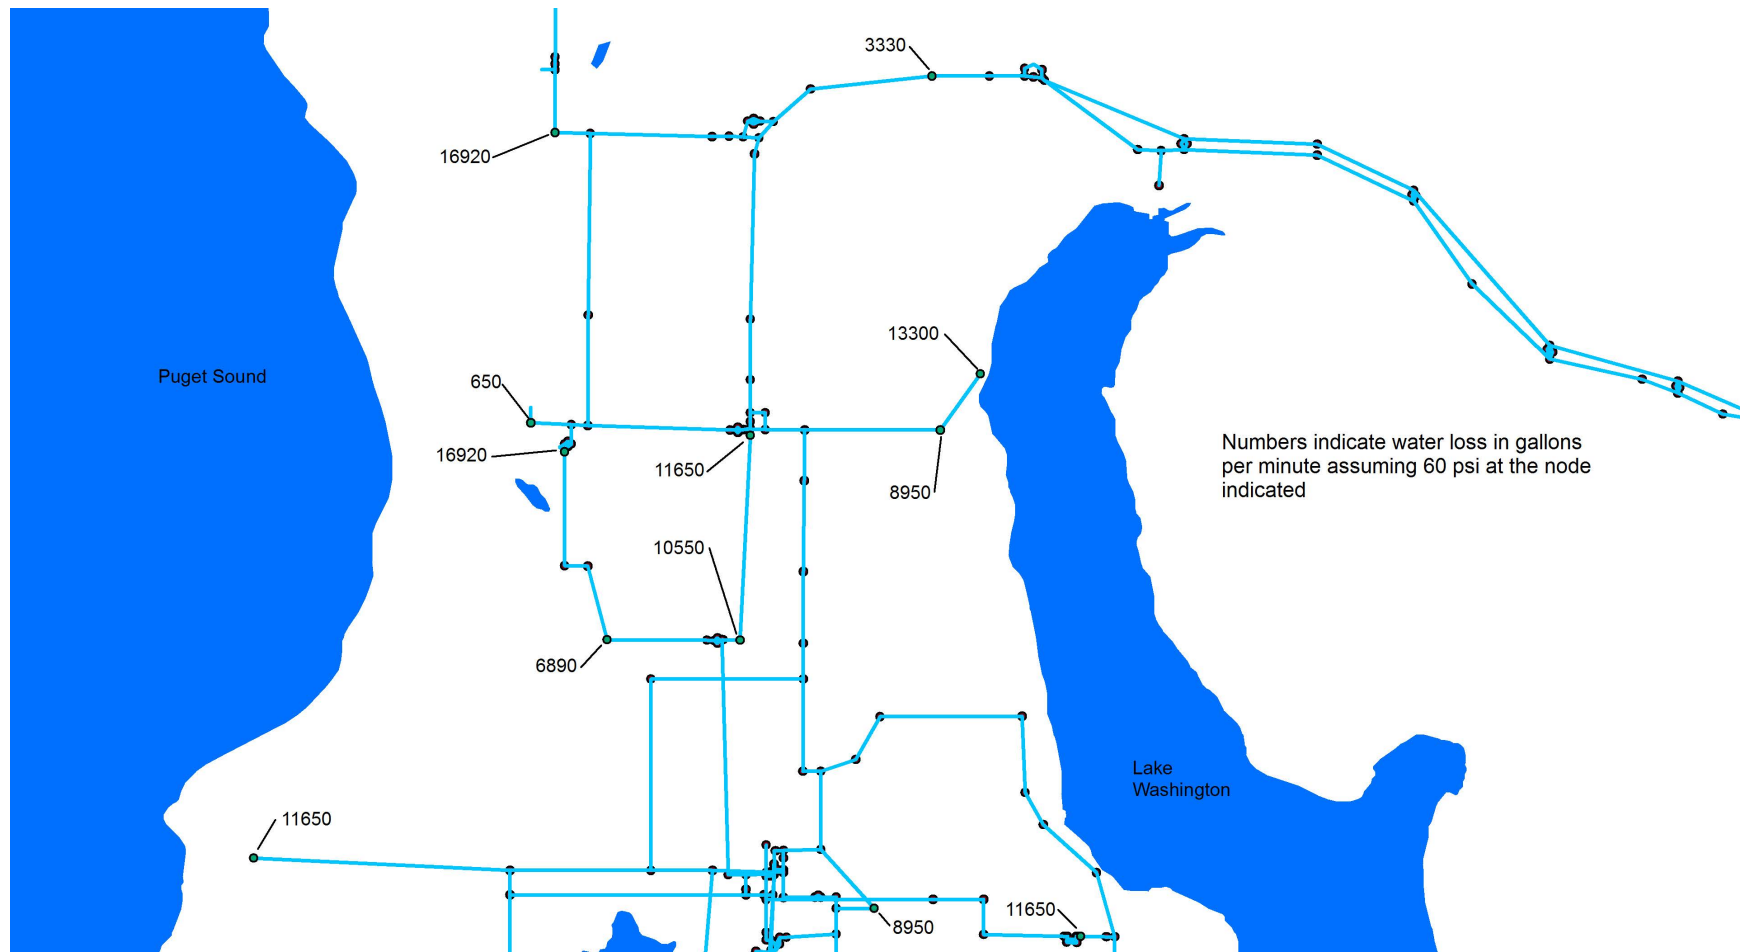 3330
16920
13300
Puget Sound
650
16920
11650
8950
Numbers indicate water loss in gallons
per minute assuming 60 psi at the node
indicated
10550
6890
Lake
Washington
11650
11650
8950